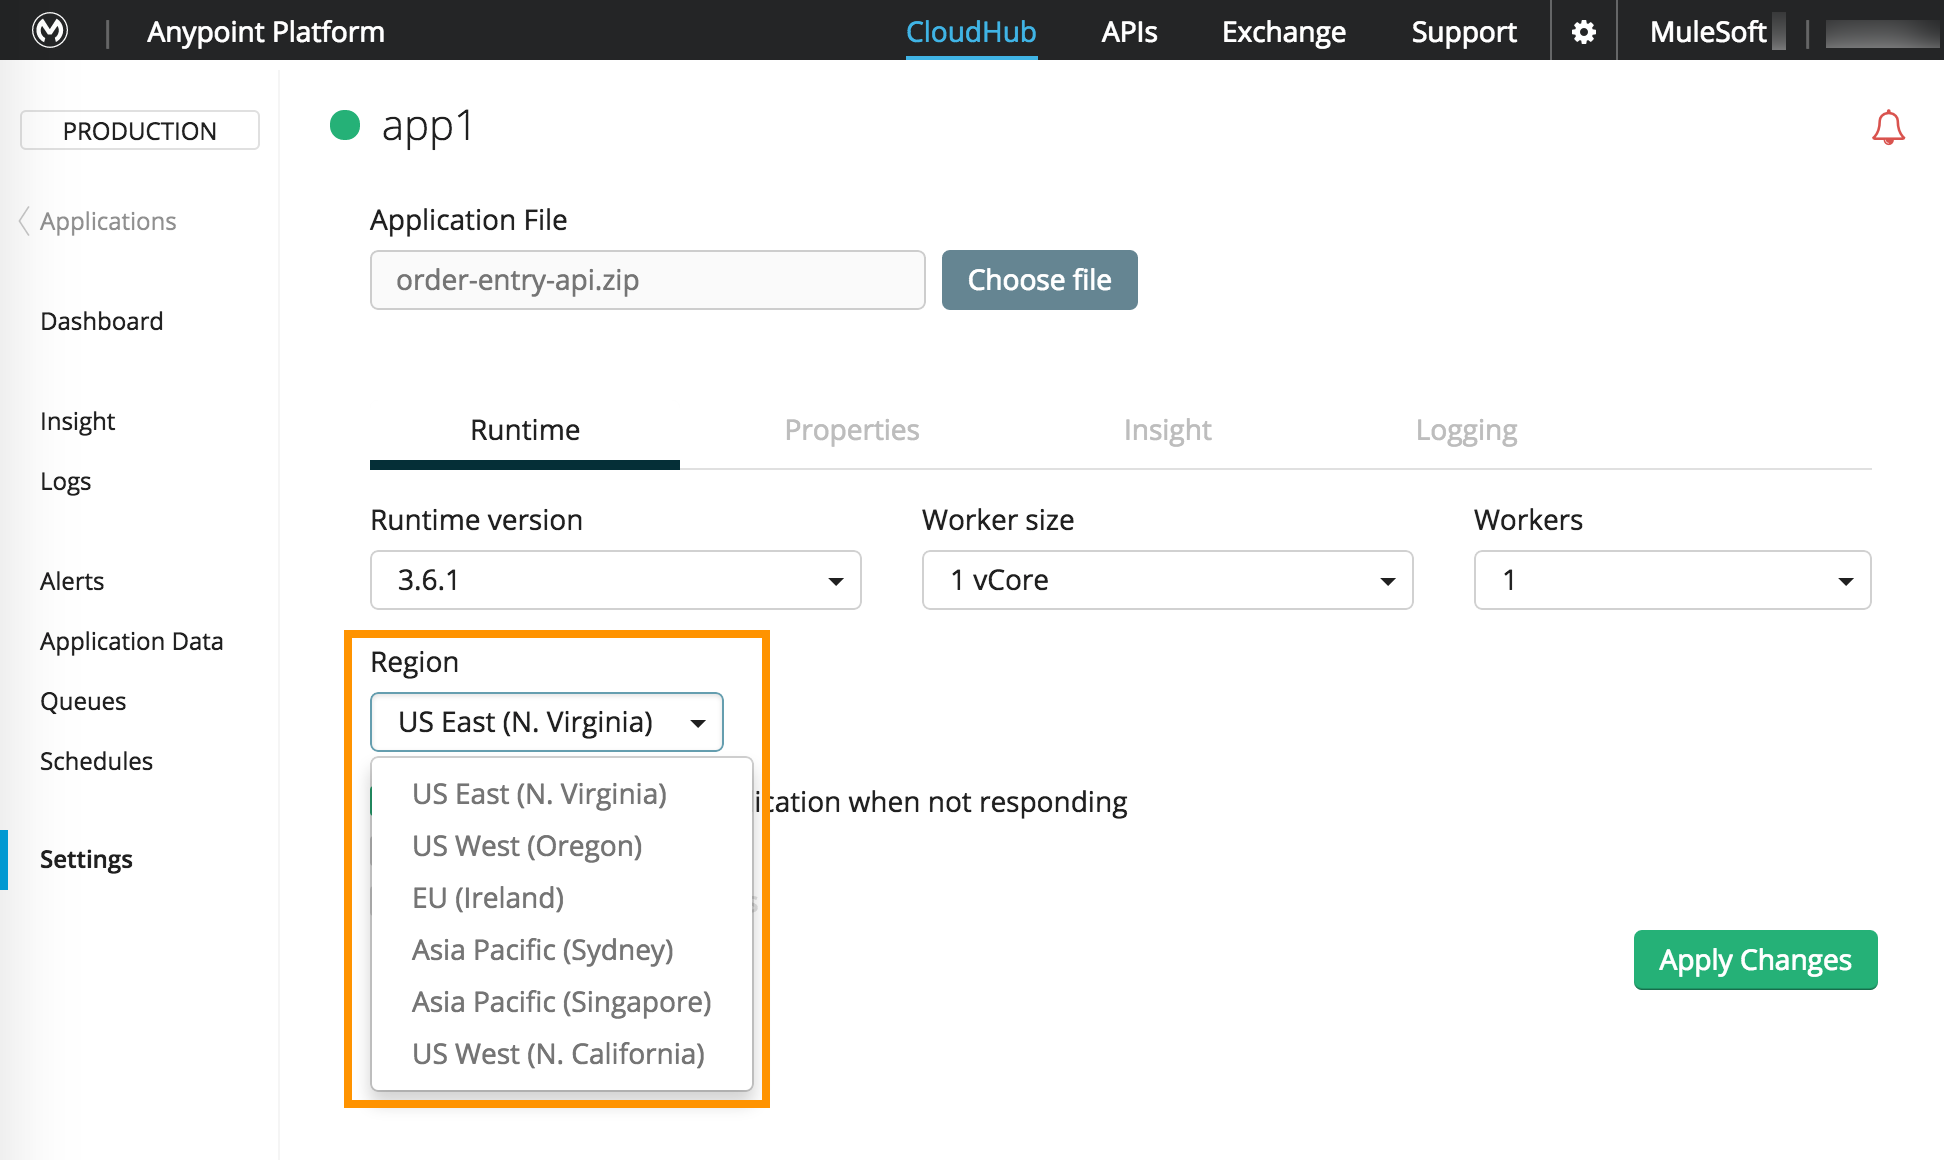 Anypoint Platform CloudHub APIs Exchange Support MuleSoft
PRODUCTION
app1
Applications
Application File
order-entry-api.zip Choose file
Dashboard
Insight
Logs
Runtime Properties Insight Logging
Runtime version Worker size Workers
3.6.1 1 vCore 1
Alerts
Application Data
Queues
Schedules
Settings
Region
US East (N. Virginia)
US East (N. Virginia)
ication when not responding
US West (Oregon)
EU (Ireland)
Asia Pacific (Sydney)
Asia Pacific (Singapore)
US West (N. California)
Apply Changes